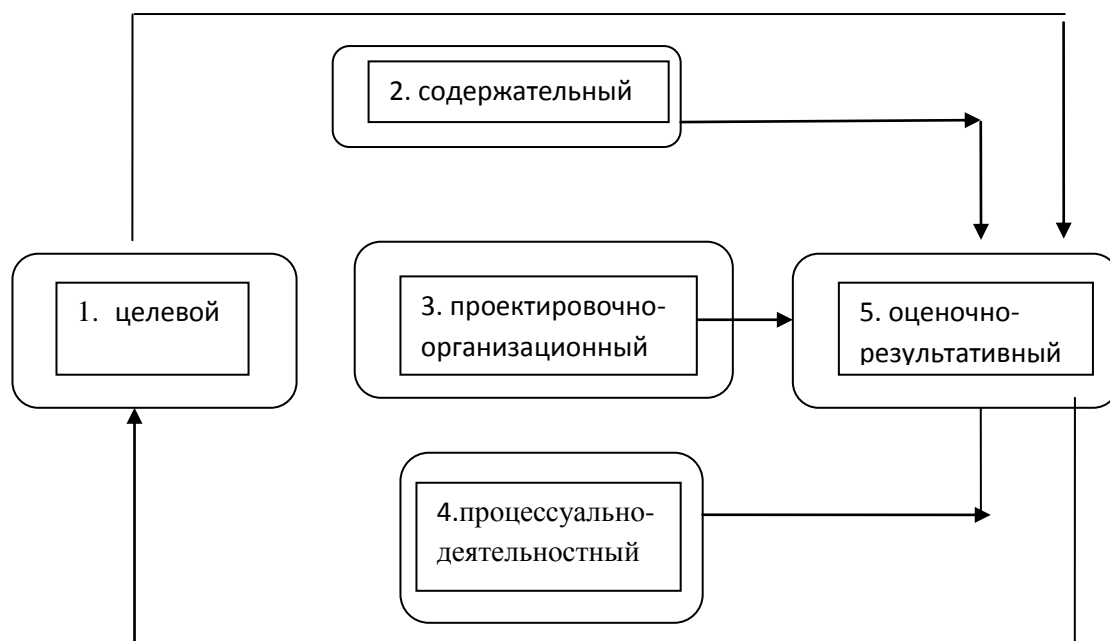 2. содержательный
1. целевой
3. проектировочно-
организационный
5. оценочно-
результативный
4.процессуально-
деятельностный